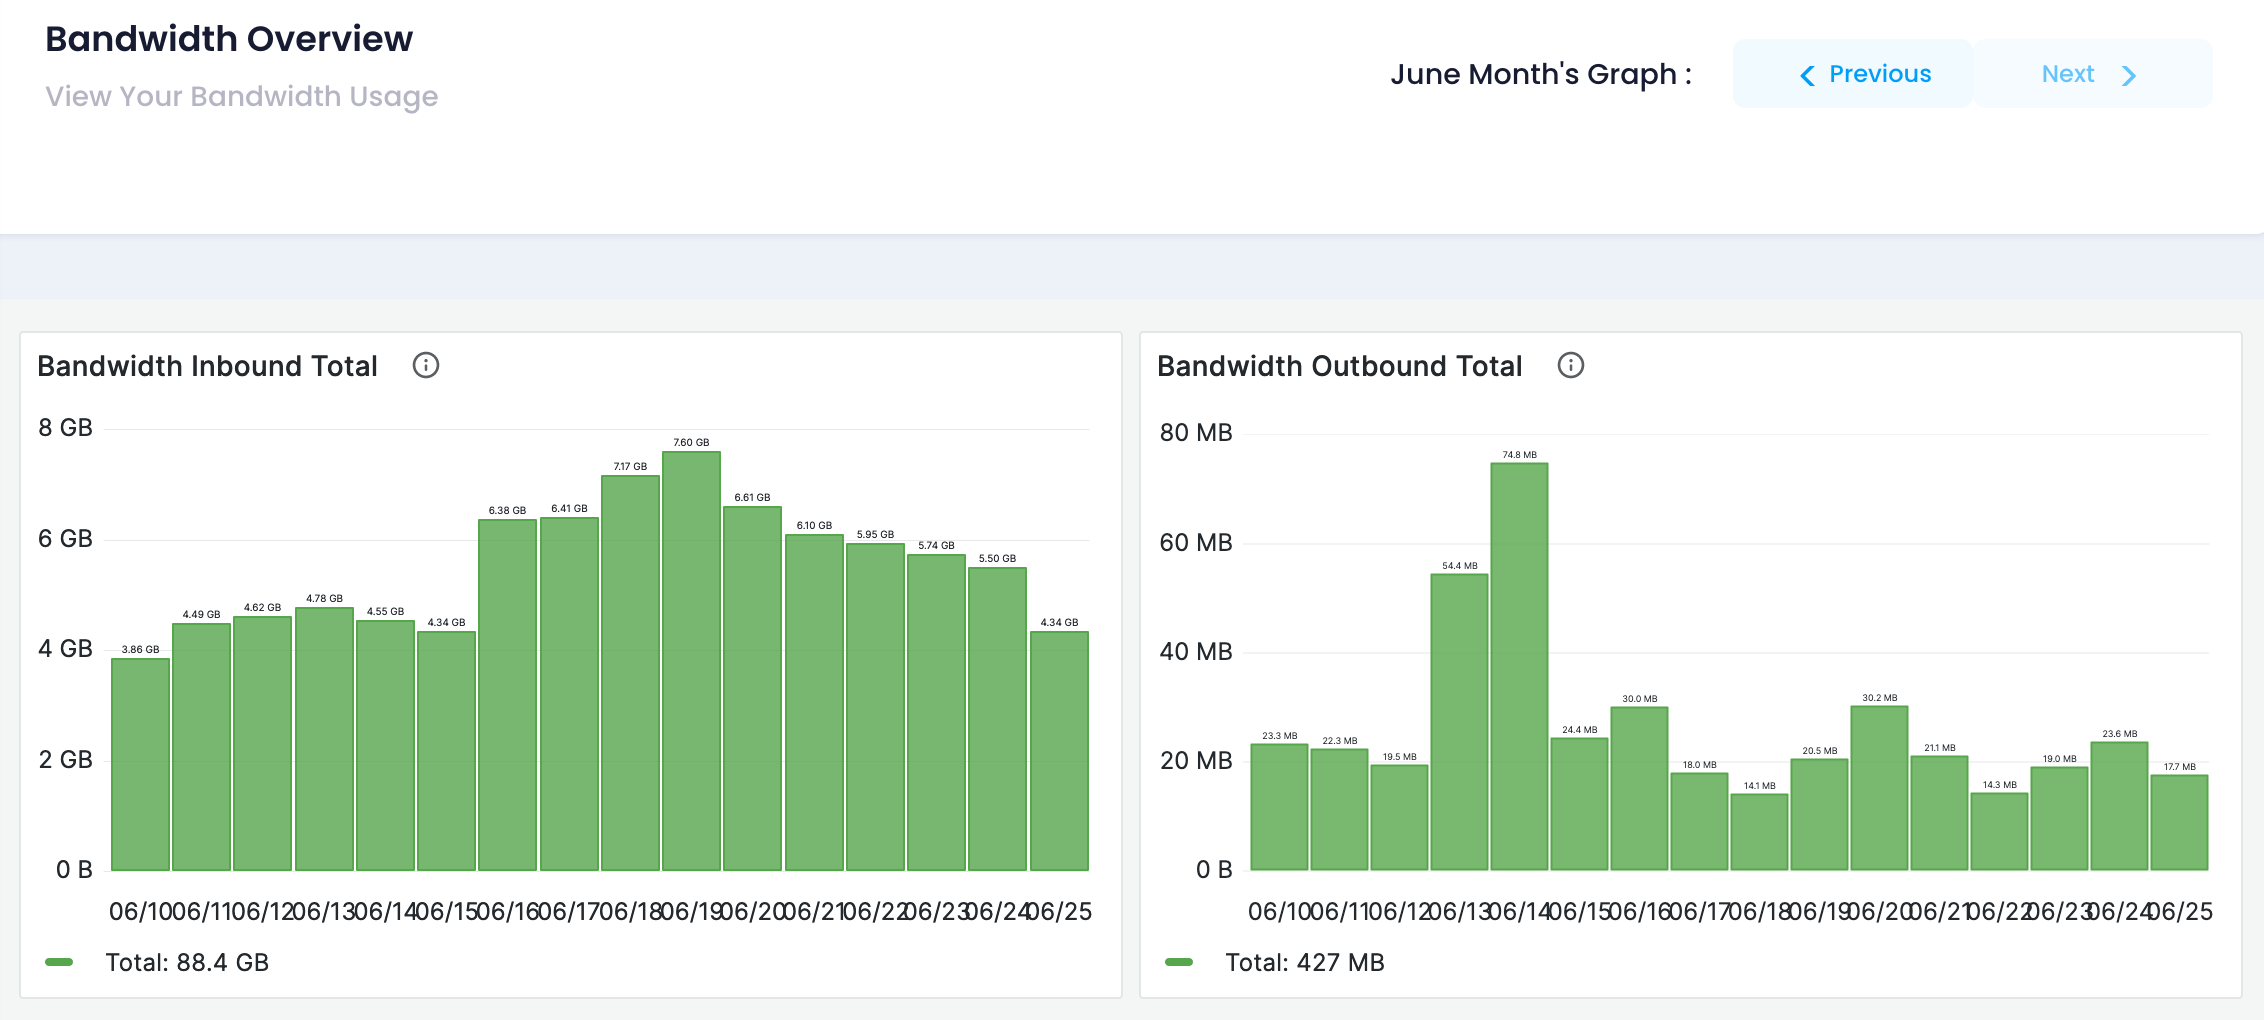 Bandwidth Overview
View Your Bandwidth Usage
June Month's Graph :
Previous
Next
Bandwidth Inbound Total
8 GB
6 GB
4 GB
2 GB
0 B
3.86 GB
4.49 GB
4.62 GB
4.78 GB
4.55 GB
4.34 GB
6.38 GB
6.41 GB
7.17 GB
7.60 GB
6.61 GB
6.10 GB
5.95 GB
5.74 GB
5.50 GB
4.34 GB
06/10 06/11 06/12 06/13 06/14 06/15 06/16 06/17 06/18 06/19 06/20 06/21 06/22 06/23 06/24 06/25
Total: 88.4 GB
Bandwidth Outbound Total
80 MB
60 MB
40 MB
20 MB
0 B
23.3 MB
22.3 MB
19.5 MB
54.4 MB
74.8 MB
24.4 MB
30.0 MB
18.0 MB
14.1 MB
20.5 MB
30.2 MB
21.1 MB
14.3 MB
19.0 MB
23.6 MB
17.7 MB
06/10 06/11 06/12 06/13 06/14 06/15 06/16 06/17 06/18 06/19 06/20 06/21 06/22 06/23 06/24 06/25
Total: 427 MB